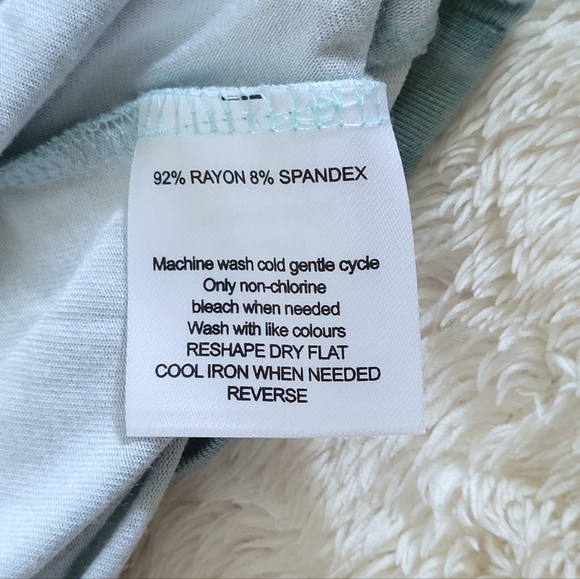 92% RAYON 8% SPANDEX
Machine wash cold gentle cycle
Only non-chlorine
bleach when needed
Wash with like colours
RESHAPE DRY FLAT
COOL IRON WHEN NEEDED
REVERSE